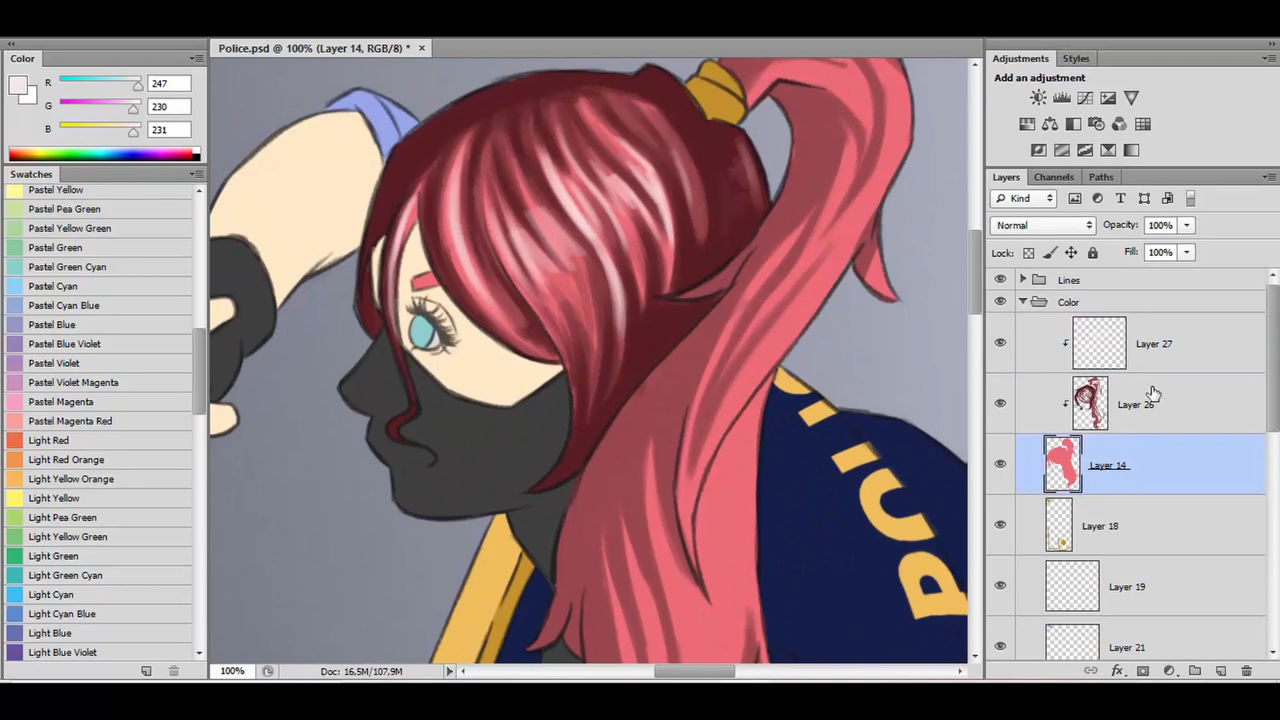 Police.psd @ 100% (Layer 14, RGB/8) *
Color
R 247
G 230
B 231
Swatches
Pastel Yellow
Pastel Pea Green
Pastel Yellow Green
Pastel Green
Pastel Green Cyan
Pastel Cyan
Pastel Cyan Blue
Pastel Blue
Pastel Blue Violet
Pastel Violet
Pastel Violet Magenta
Pastel Magenta
Pastel Magenta Red
Light Red
Light Red Orange
Light Yellow Orange
Light Yellow
Light Pea Green
Light Yellow Green
Light Green
Light Green Cyan
Light Cyan
Light Cyan Blue
Light Blue
Light Blue Violet
100%
Doc: 16,5M/107,9M
Adjustments Styles
Add an adjustment
Layers Channels Paths
Kind
Normal Opacity: 100%
Lock: Fill: 100%
Lines
Color
Layer 27
Layer 26
Layer 14
Layer 18
Layer 19
Layer 21